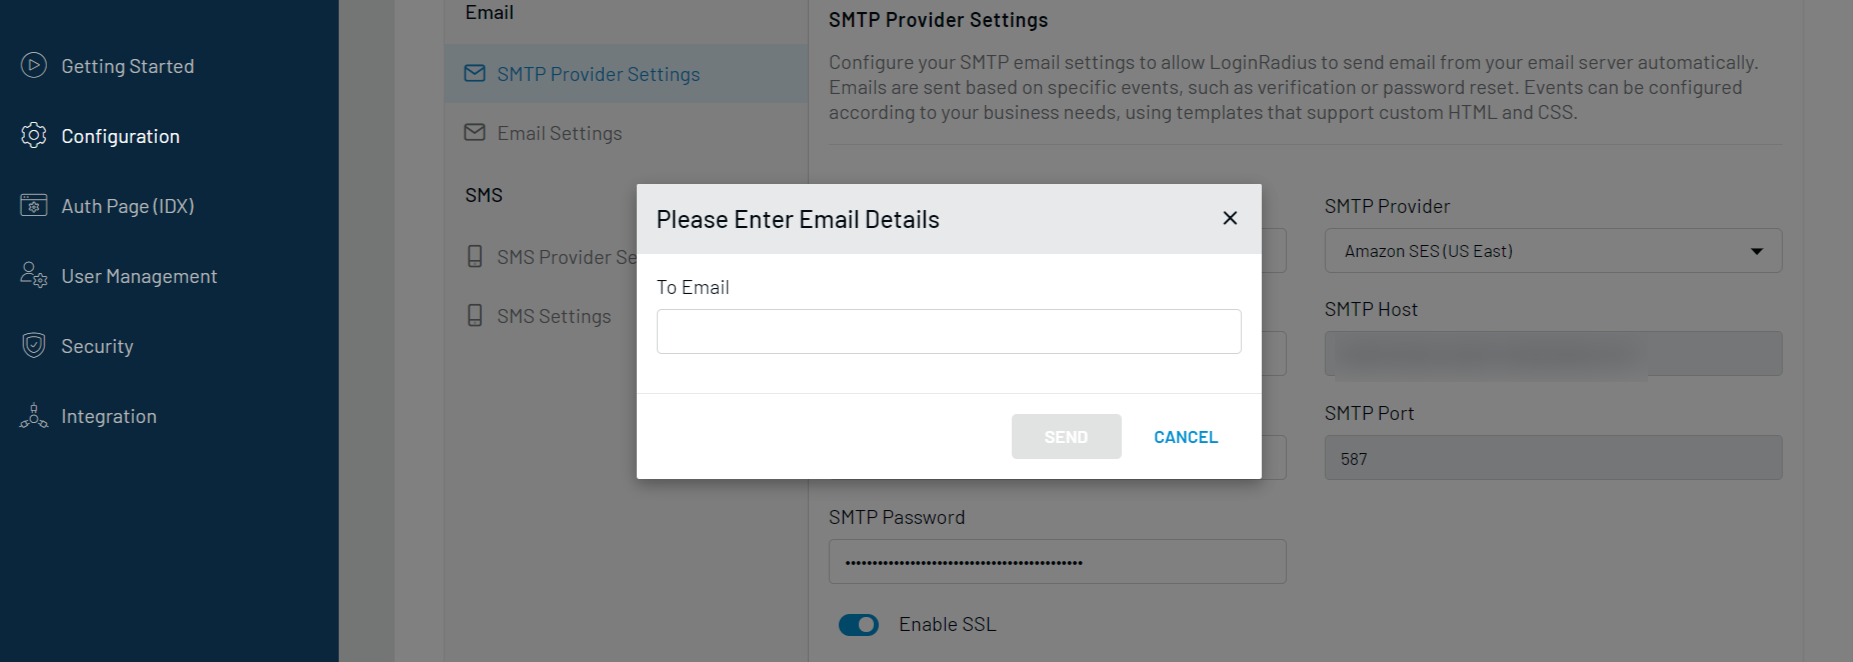 Getting Started
Configuration
Auth Page (IDX)
User Management
Security
Integration
Email
SMTP Provider Settings
Email Settings
SMS
SMS Provider Se
SMS Settings
SMTP Provider Settings
Configure your SMTP email settings to allow LoginRadius to send email from your email server automatically.
Emails are sent based on specific events, such as verification or password reset. Events can be configured
according to your business needs, using templates that support custom HTML and CSS.
SMTP Provider
Amazon SES (US East)
SMTP Host
SMTP Port
587
SMTP Password
Enable SSL
Please Enter Email Details
To Email
SEND
CANCEL